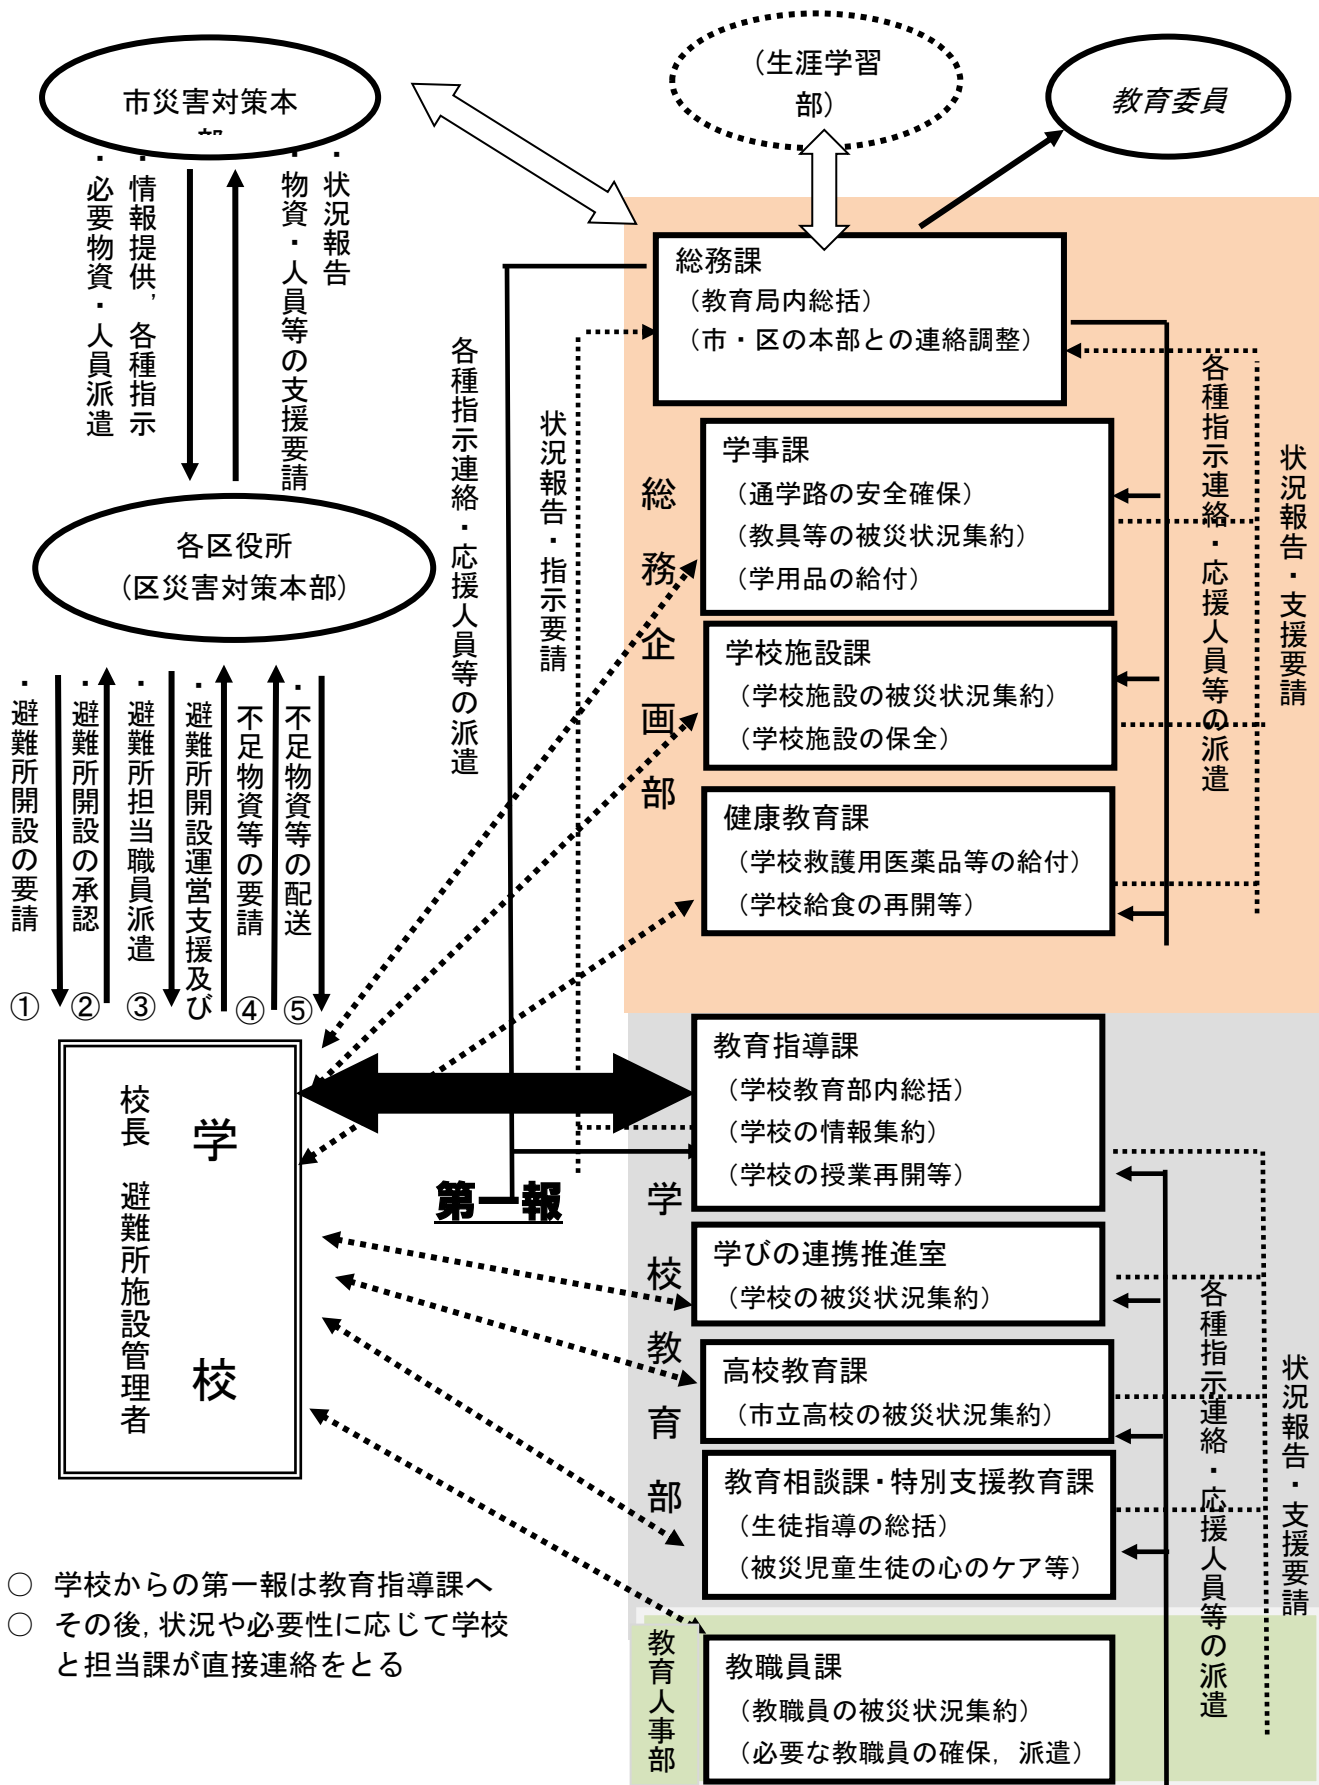 市災害対策本
部
(生涯学習
部)
教育委員
・情報提供，各種指示
・必要物資・人員派遣
・状況報告
・物資・人員等の支援要請
各区役所
(区災害対策本部)
①・避難所開設の要請
②・避難所開設の承認
③・避難所担当職員派遣
・避難所開設運営支援及び
④不足物資等の要請
⑤・不足物資等の配送
学校
校長　避難所施設管理者
各種指示連絡・応援人員等の派遣
状況報告・指示要請
第一報
総務課
（教育局内総括）
（市・区の本部との連絡調整）
総務企画部
学事課
（通学路の安全確保）
（教具等の被災状況集約）
（学用品の給付）
学校施設課
（学校施設の被災状況集約）
（学校施設の保全）
健康教育課
（学校救護用医薬品等の給付）
（学校給食の再開等）
各種指示連絡・応援人員等の派遣
状況報告・支援要請
学校教育部
教育指導課
（学校教育部内総括）
（学校の情報集約）
（学校の授業再開等）
学びの連携推進室
（学校の被災状況集約）
高校教育課
（市立高校の被災状況集約）
教育相談課・特別支援教育課
（生徒指導の総括）
（被災児童生徒の心のケア等）
各種指示連絡・応援人員等の派遣
状況報告・支援要請
教育人事部
教職員課
（教職員の被災状況集約）
（必要な教職員の確保，派遣）
○　学校からの第一報は教育指導課へ
○　その後，状況や必要性に応じて学校
と担当課が直接連絡をとる